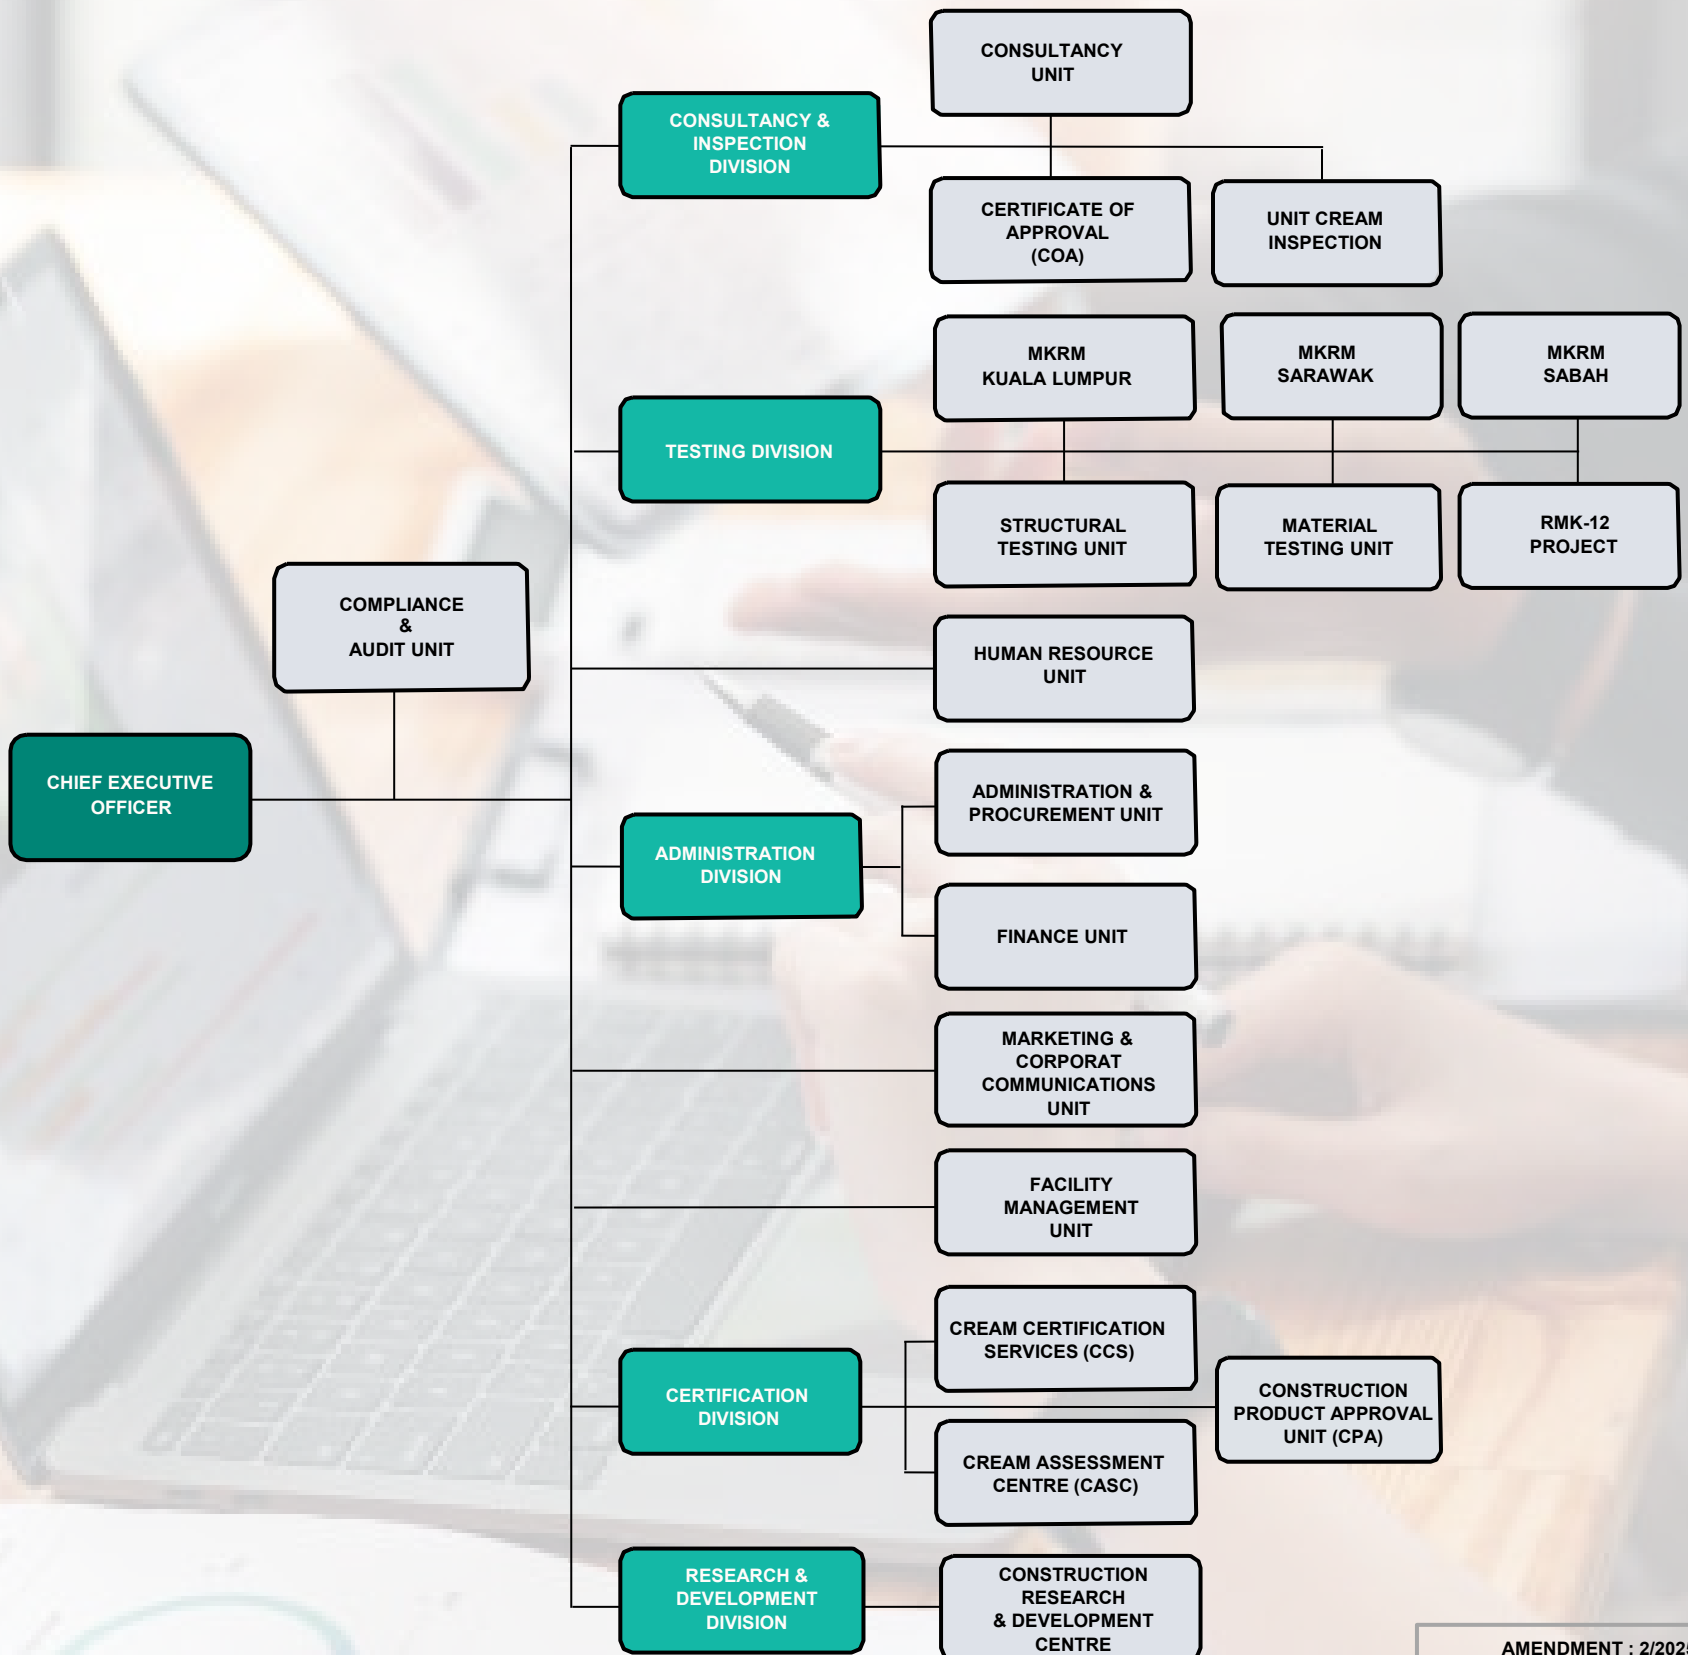 CONSULTANCY
UNIT
CONSULTANCY &
INSPECTION
DIVISION
CERTIFICATE OF
APPROVAL
(COA)
UNIT CREAM
INSPECTION
MKRM
KUALA LUMPUR
MKRM
SARAWAK
MKRM
SABAH
TESTING DIVISION
STRUCTURAL
TESTING UNIT
MATERIAL
TESTING UNIT
RMK-12
PROJECT
COMPLIANCE
&
AUDIT UNIT
HUMAN RESOURCE
UNIT
CHIEF EXECUTIVE
OFFICER
ADMINISTRATION &
PROCUREMENT UNIT
ADMINISTRATION
DIVISION
FINANCE UNIT
MARKETING &
CORPORAT
COMMUNICATIONS
UNIT
FACILITY
MANAGEMENT
UNIT
CREAM CERTIFICATION
SERVICES (CCS)
CERTIFICATION
DIVISION
CONSTRUCTION
PRODUCT APPROVAL
UNIT (CPA)
CREAM ASSESSMENT
CENTRE (CASC)
RESEARCH &
DEVELOPMENT
DIVISION
CONSTRUCTION
RESEARCH
& DEVELOPMENT
CENTRE
AMENDMENT : 2/2025